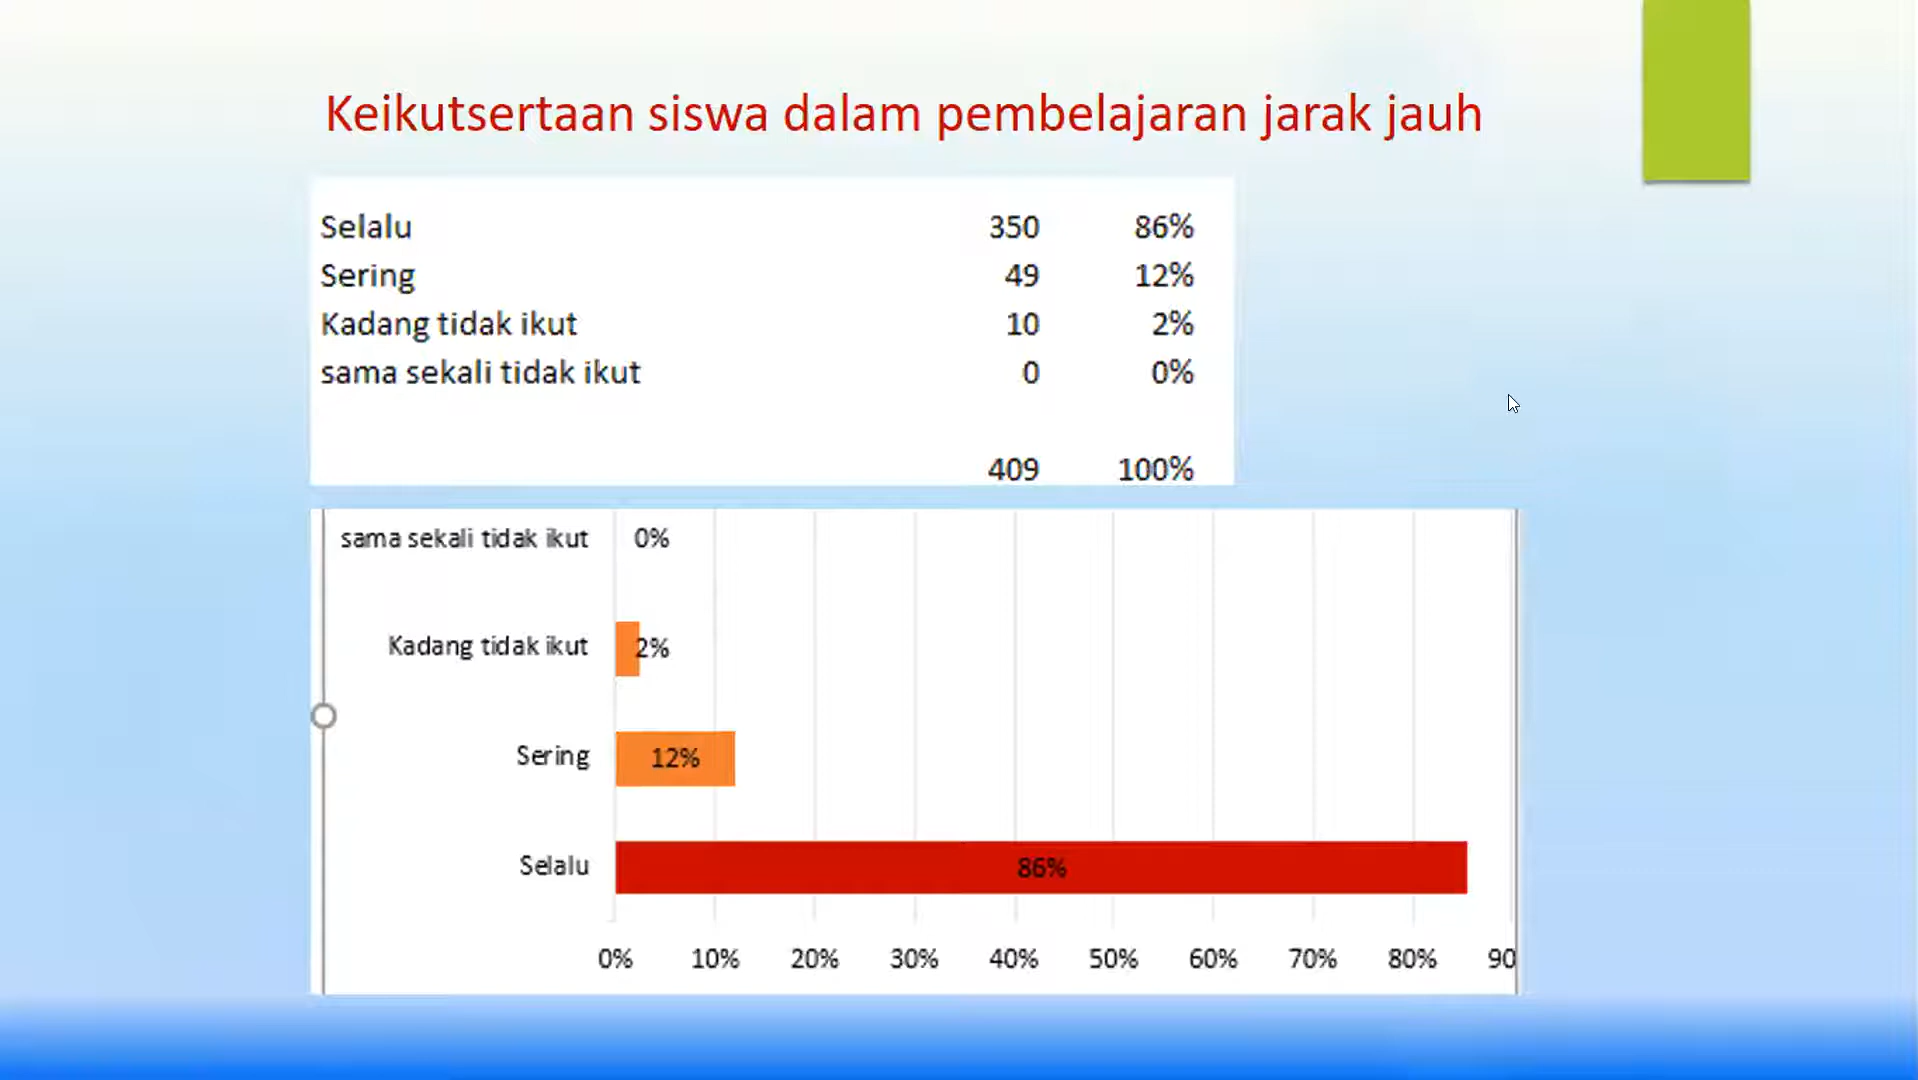 Keikutsertaan siswa dalam pembelajaran jarak jauh
Selalu 350 86%
Sering 49 12%
Kadang tidak ikut 10 2%
sama sekali tidak ikut 0 0%
409 100%
sama sekali tidak ikut 0%
Kadang tidak ikut 2%
Sering 12%
Selalu 86%
0% 10% 20% 30% 40% 50% 60% 70% 80% 90